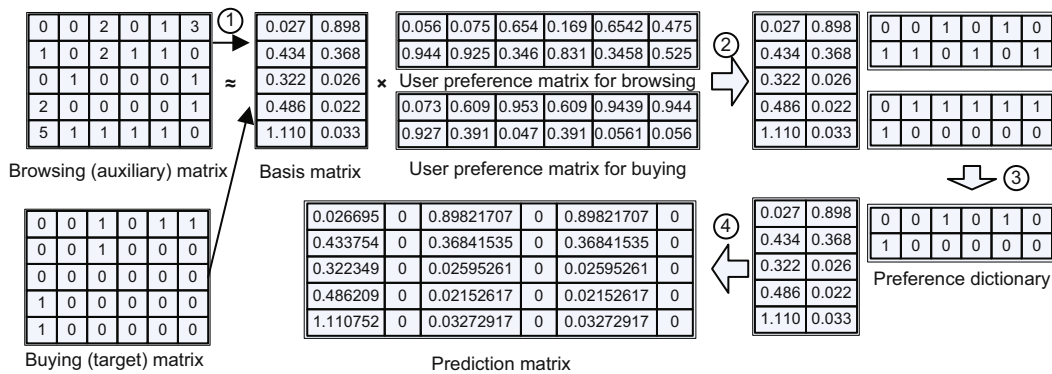 0 0 2 0 1 3
1 0 2 1 1 0
0 1 0 0 0 1
2 0 0 0 0 1
5 1 1 1 1 0
Browsing (auxiliary) matrix
1
≈
0.027 0.898
0.434 0.368
0.322 0.026
0.486 0.022
1.110 0.033
Basis matrix
×
0.056 0.075 0.654 0.169 0.6542 0.475
0.944 0.925 0.346 0.831 0.3458 0.525
User preference matrix for browsing
0.073 0.609 0.953 0.609 0.9439 0.944
0.927 0.391 0.047 0.391 0.0561 0.056
User preference matrix for buying
2
0.027 0.898
0.434 0.368
0.322 0.026
0.486 0.022
1.110 0.033
0 0 1 0 1 0
1 1 0 1 0 1
0 1 1 1 1 1
1 0 0 0 0 0
3
0 0 1 0 1 1
0 0 1 0 0 0
0 0 0 0 0 0
1 0 0 0 0 0
1 0 0 0 0 0
Buying (target) matrix
0.026695 0 0.89821707 0 0.89821707 0
0.433754 0 0.36841535 0 0.36841535 0
0.322349 0 0.02595261 0 0.02595261 0
0.486209 0 0.02152617 0 0.02152617 0
1.110752 0 0.03272917 0 0.03272917 0
Prediction matrix
4
0.027 0.898
0.434 0.368
0.322 0.026
0.486 0.022
1.110 0.033
0 0 1 0 1 0
1 0 0 0 0 0
Preference dictionary